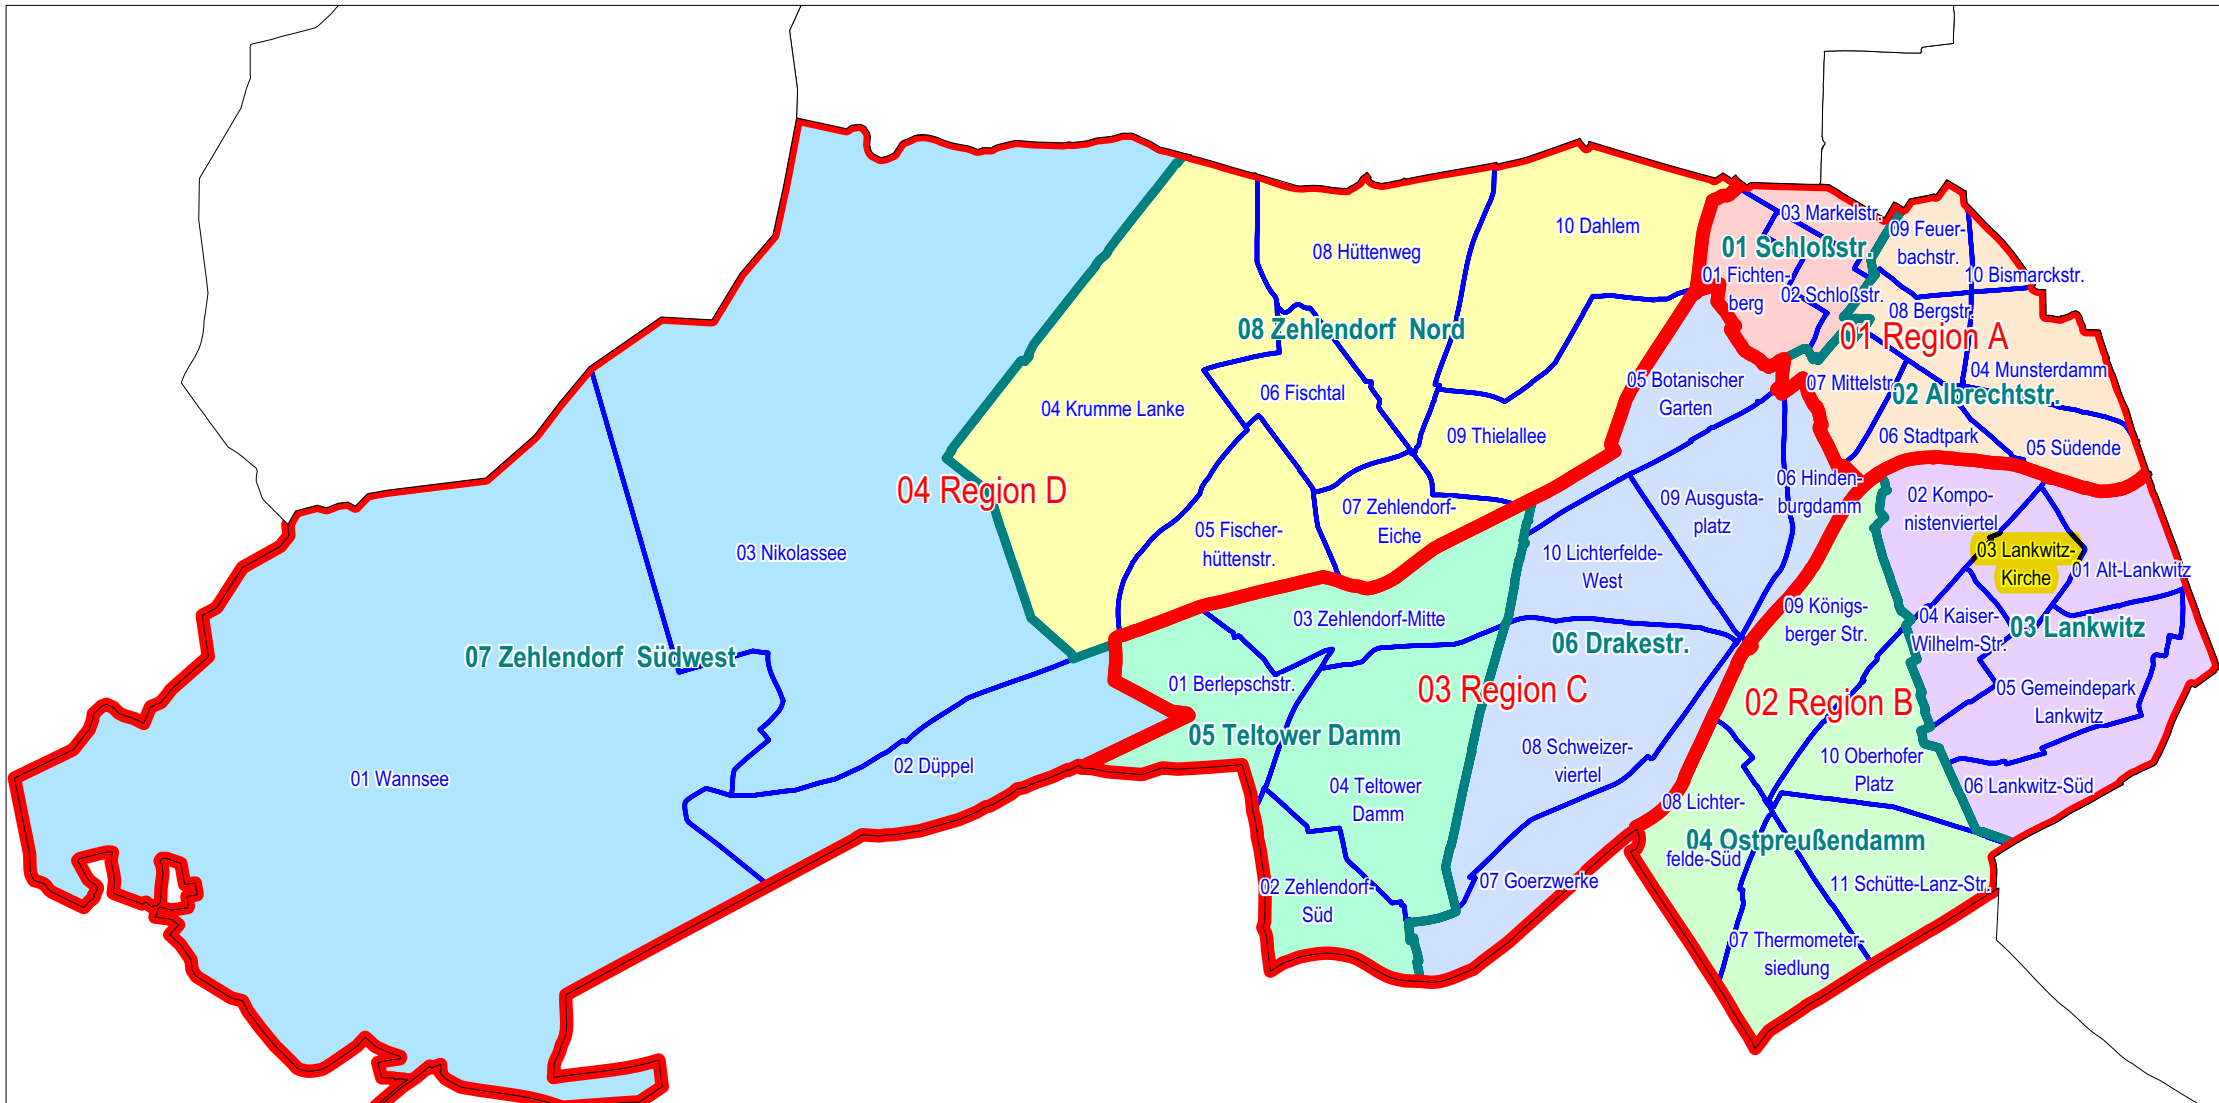 03 Markelstr.
01 Schloßstr.
01 Fichten-
berg
02 Schloßstr.
09 Feuer-
bachstr.
10 Bismarckstr.
08 Bergstr.
01 Region A
07 Mittelstr.
04 Munsterdamm
02 Albrechtstr.
06 Stadtpark
05 Südende
10 Dahlem
08 Hüttenweg
08 Zehlendorf Nord
06 Fischtal
04 Krumme Lanke
09 Thielallee
07 Zehlendorf-
Eiche
05 Fischer-
hüttenstr.
04 Region D
03 Nikolassee
07 Zehlendorf Südwest
01 Wannsee
02 Düppel
05 Botanischer
Garten
06 Hinden-
burgdamm
09 Ausgusta-
platz
10 Lichterfelde-
West
03 Zehlendorf-Mitte
06 Drakestr.
01 Berlepschstr.
03 Region C
05 Teltower Damm
08 Schweizer-
viertel
04 Teltower
Damm
02 Zehlendorf-
Süd
07 Goerzwerke
02 Kompo-
nistenviertel
03 Lankwitz-
Kirche
01 Alt-Lankwitz
04 Kaiser-
Wilhelm-Str.
03 Lankwitz
05 Gemeindepark
Lankwitz
06 Lankwitz-Süd
09 Königs-
berger Str.
02 Region B
10 Oberhofer
Platz
08 Lichter-
felde-Süd
04 Ostpreußendamm
11 Schütte-Lanz-Str.
07 Thermometer-
siedlung